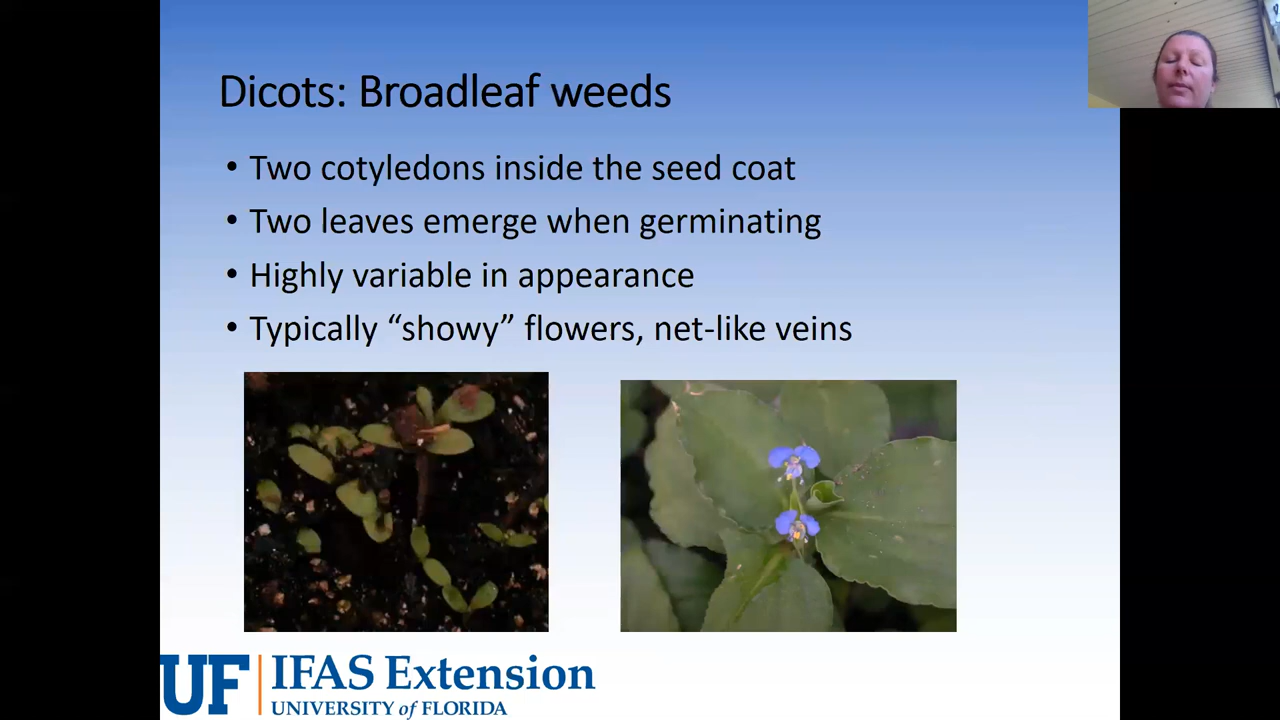 Dicots: Broadleaf weeds
• Two cotyledons inside the seed coat
• Two leaves emerge when germinating
• Highly variable in appearance
• Typically “showy” flowers, net-like veins
UF IFAS Extension
UNIVERSITY of FLORIDA